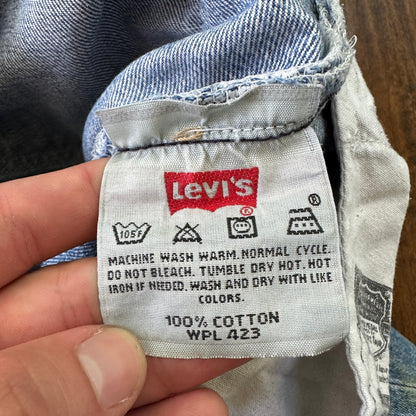 Levi's
®
105F
®
MACHINE WASH WARM. NORMAL CYCLE.
DO NOT BLEACH. TUMBLE DRY HOT. HOT
IRON IF NEEDED. WASH AND DRY WITH LIKE
COLORS.
100% COTTON
WPL 423